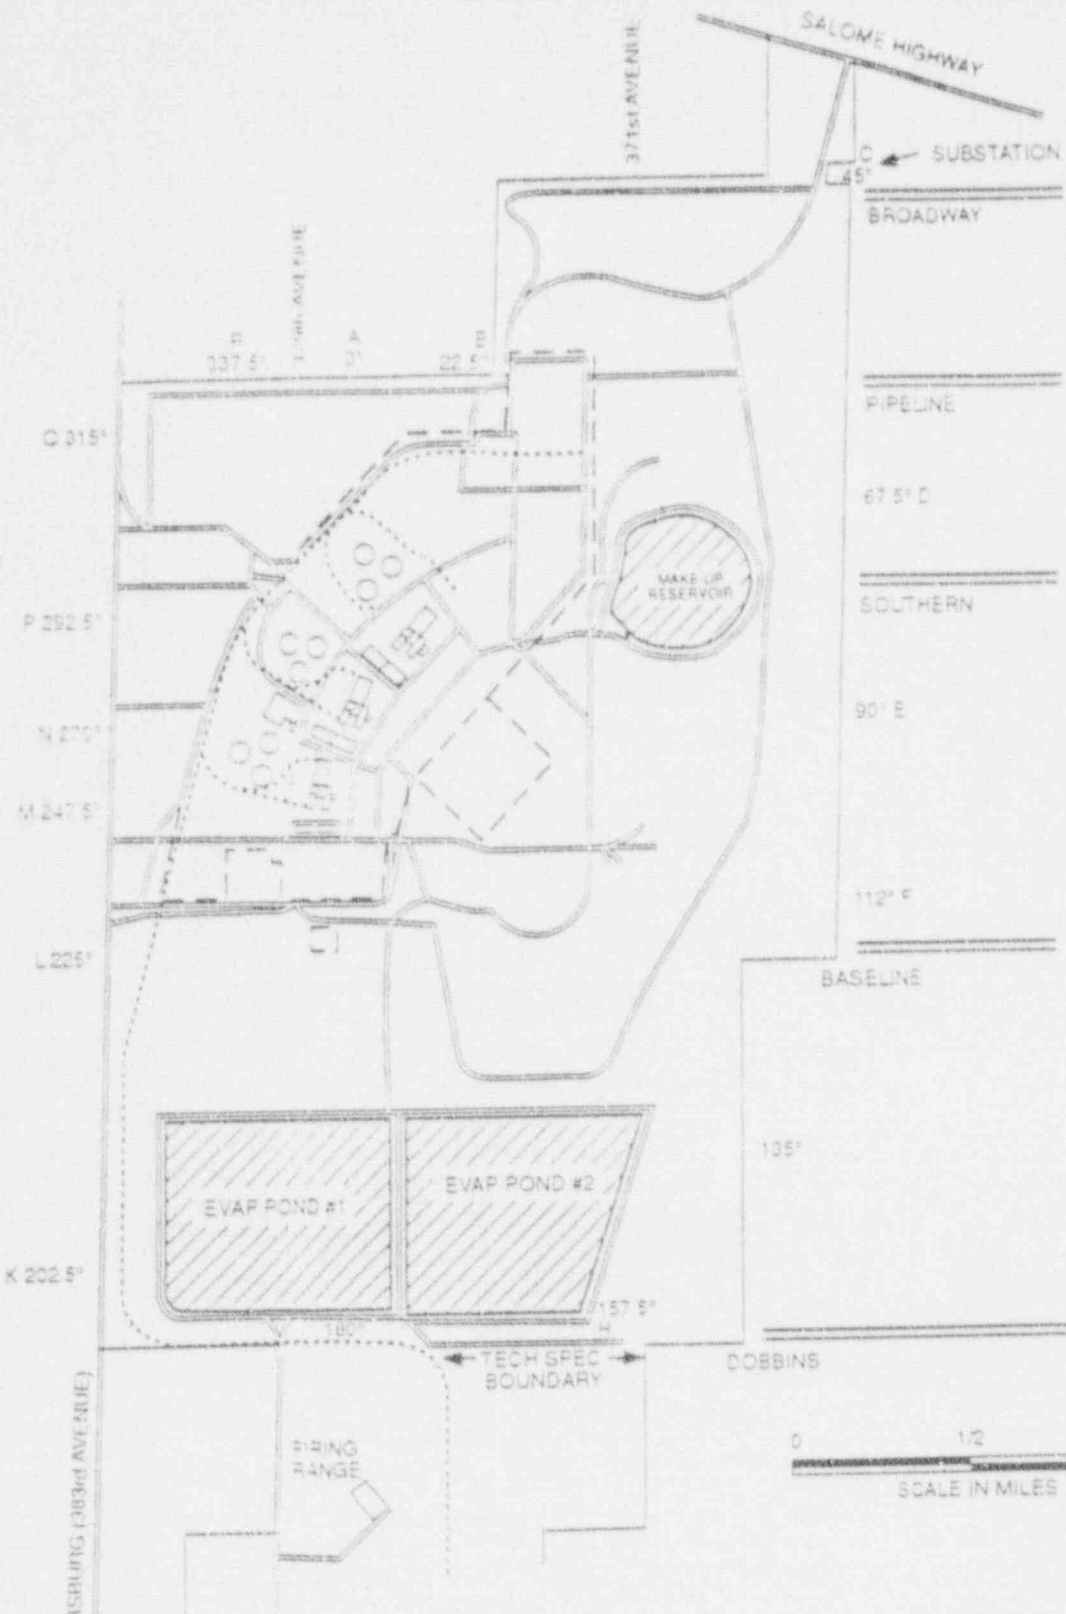 SALOME HIGHWAY
371st AVENUE
C
SUBSTATION
45°
BROADWAY
AVENUE
R
A
B
337.5°
0°
22.5°
PIPELINE
Q 315°
67.5° D
MAKE-UP
RESERVOIR
SOUTHERN
P 292.5°
90° E
N 270°
M 247.5°
112° F
L 225°
BASELINE
135°
EVAP POND #1
EVAP POND #2
K 202.5°
157.5°
180°
TECH SPEC
BOUNDARY
DOBBINS
FIRING
RANGE
0
1/2
SCALE IN MILES
(383rd AVENUE)